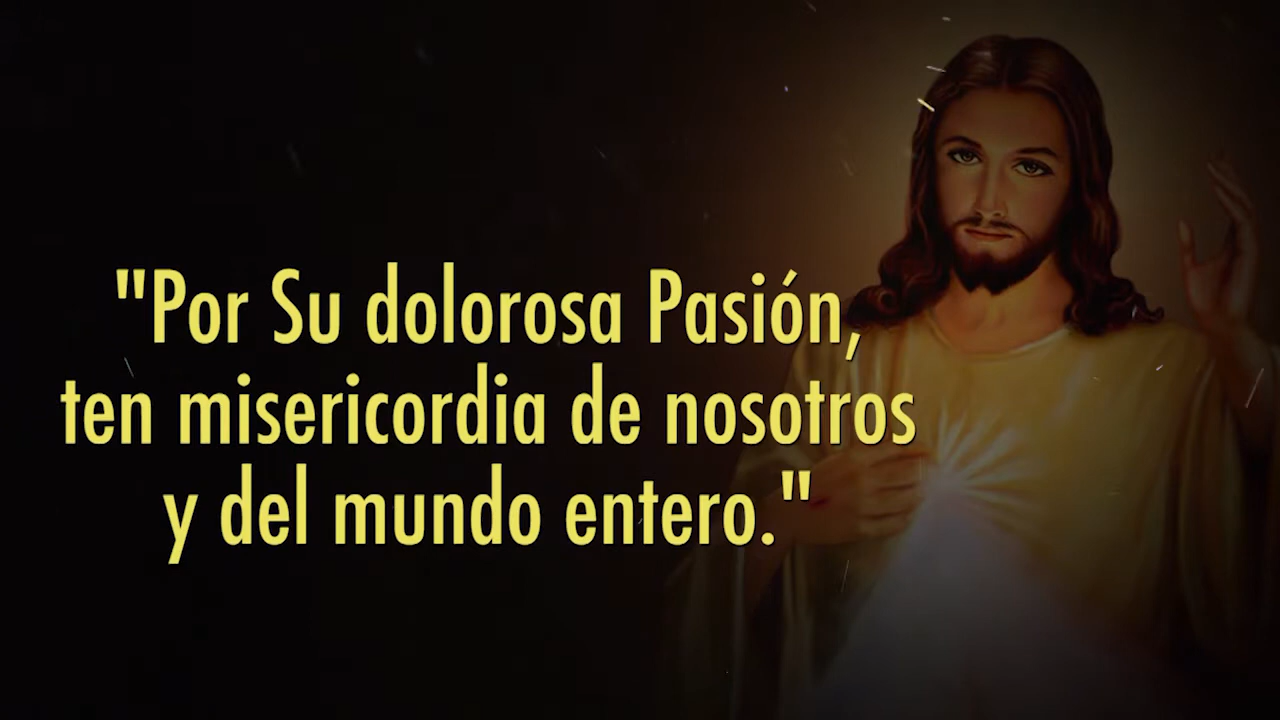 "Por Su dolorosa Pasión,
ten misericordia de nosotros
y del mundo entero."